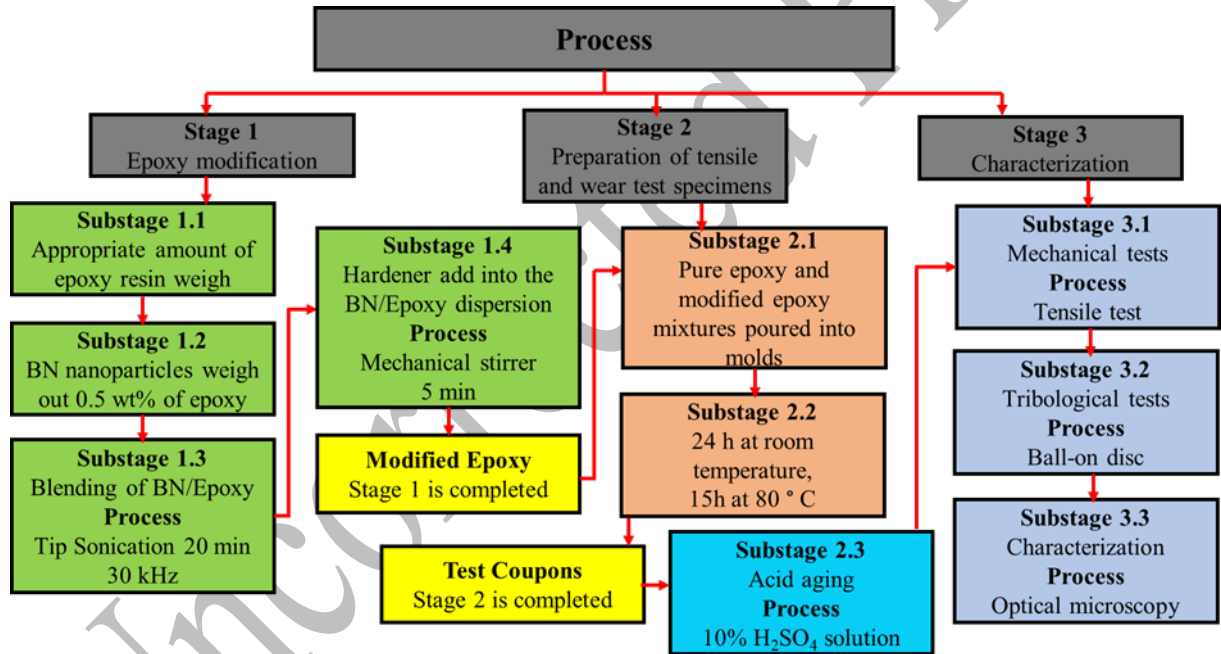 Process
Stage 1
Epoxy modification
Stage 2
Preparation of tensile
and wear test specimens
Stage 3
Characterization
Substage 1.1
Appropriate amount of
epoxy resin weigh
Substage 1.2
BN nanoparticles weigh
out 0.5 wt% of epoxy
Substage 1.3
Blending of BN/Epoxy
Process
Tip Sonication 20 min
30 kHz
Substage 1.4
Hardener add into the
BN/Epoxy dispersion
Process
Mechanical stirrer
5 min
Modified Epoxy
Stage 1 is completed
Substage 2.1
Pure epoxy and
modified epoxy
mixtures poured into
molds
Substage 2.2
24 h at room
temperature,
15h at 80 ° C
Test Coupons
Stage 2 is completed
Substage 2.3
Acid aging
Process
10% H₂SO₄ solution
Substage 3.1
Mechanical tests
Process
Tensile test
Substage 3.2
Tribological tests
Process
Ball-on disc
Substage 3.3
Characterization
Process
Optical microscopy